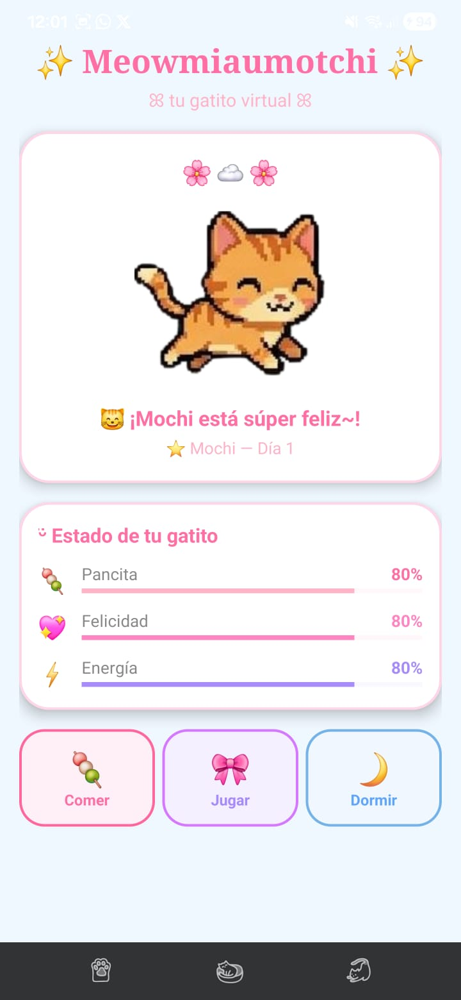 12:01 94
✨ Meowmiaumotchi ✨
ꕤ tu gatito virtual ꕤ
🌸☁️🌸
😸 ¡Mochi está súper feliz~!
⭐ Mochi — Día 1
Estado de tu gatito
🍡 Pancita 80%
💖 Felicidad 80%
⚡ Energía 80%
🍡 🎀 🌙
Comer Jugar Dormir